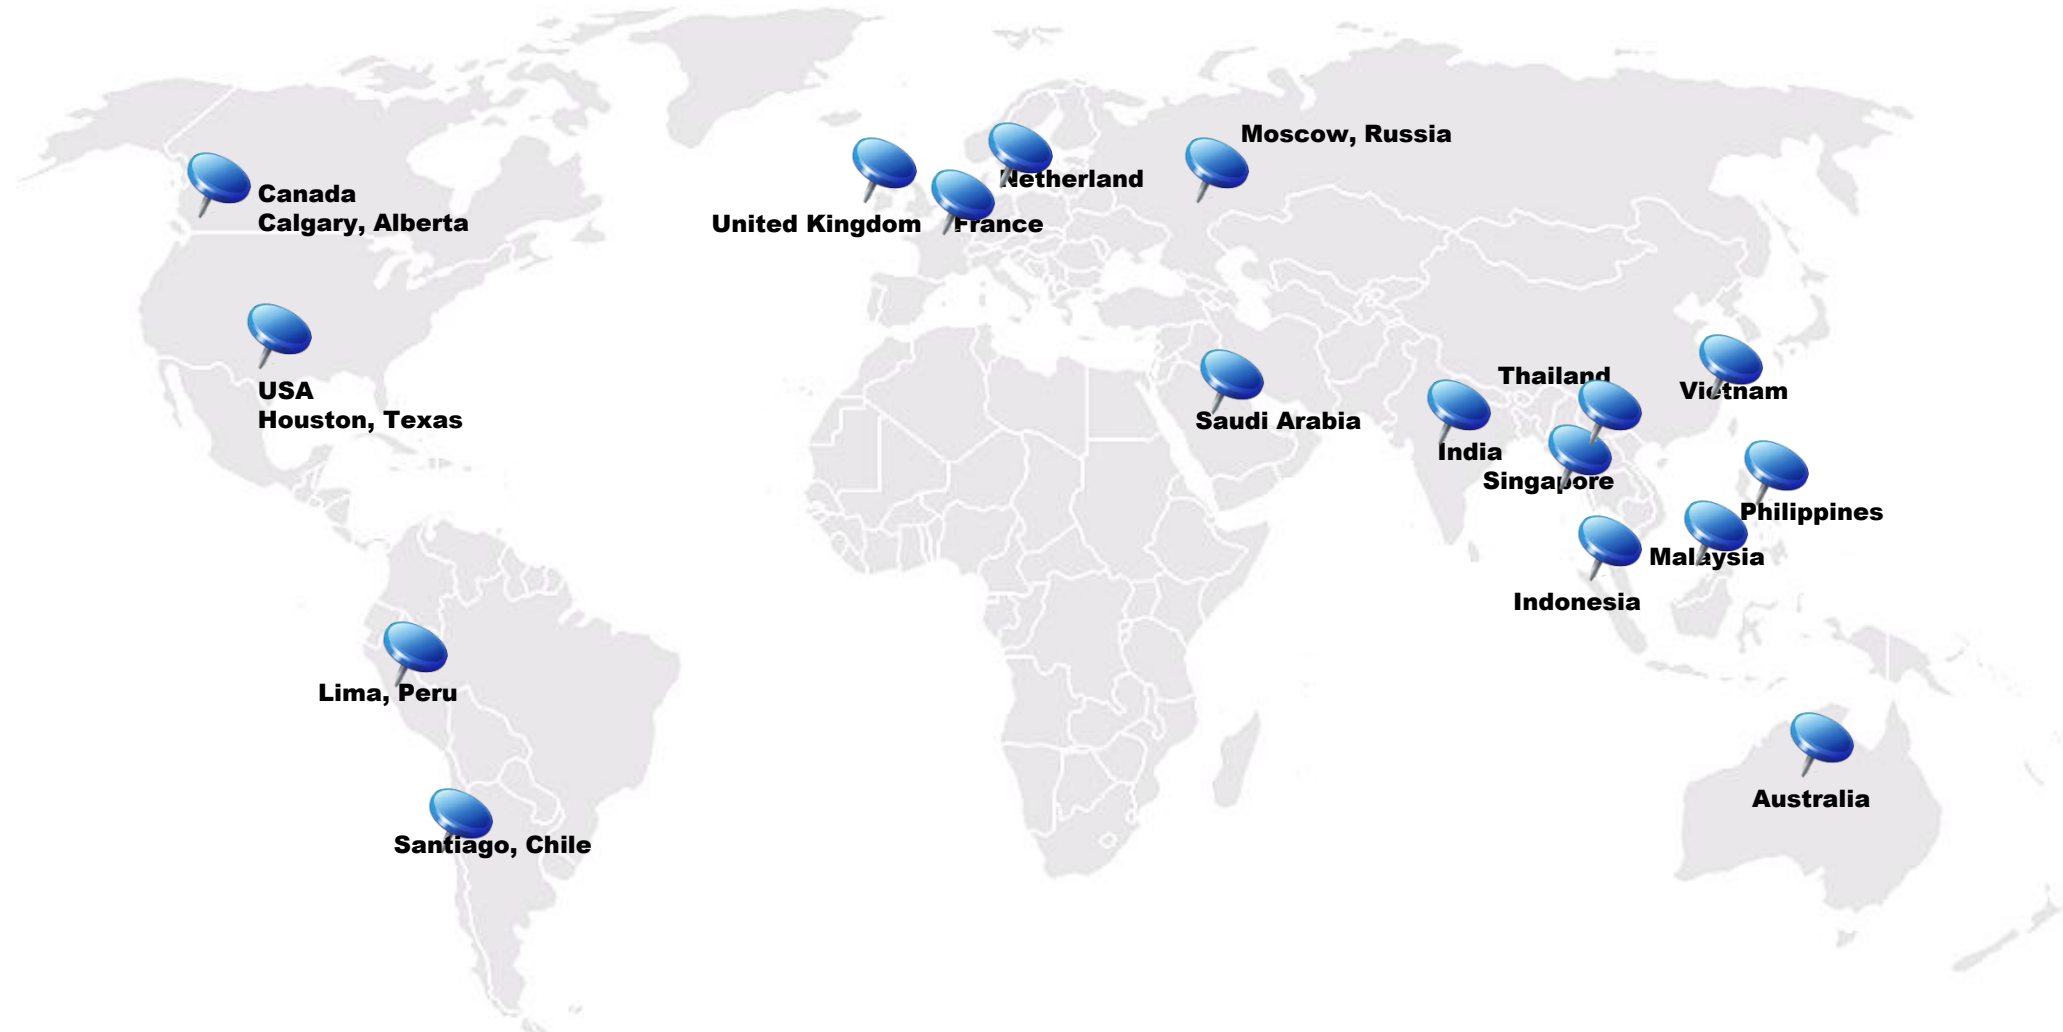 Moscow, Russia
Netherland
Canada
Calgary, Alberta
United Kingdom
France
Thailand
Vietnam
USA
Houston, Texas
Saudi Arabia
India
Singapore
Philippines
Malaysia
Indonesia
Lima, Peru
Australia
Santiago, Chile